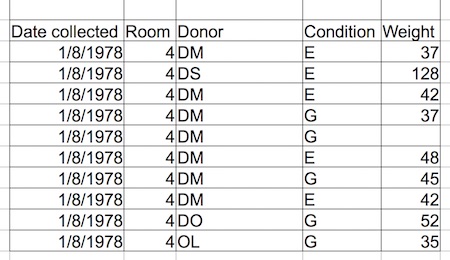 Date collected Room Donor Condition Weight
1/8/1978 4 DM E 37
1/8/1978 4 DS E 128
1/8/1978 4 DM E 42
1/8/1978 4 DM G 37
1/8/1978 4 DM G
1/8/1978 4 DM E 48
1/8/1978 4 DM G 45
1/8/1978 4 DM E 42
1/8/1978 4 DO G 52
1/8/1978 4 OL G 35